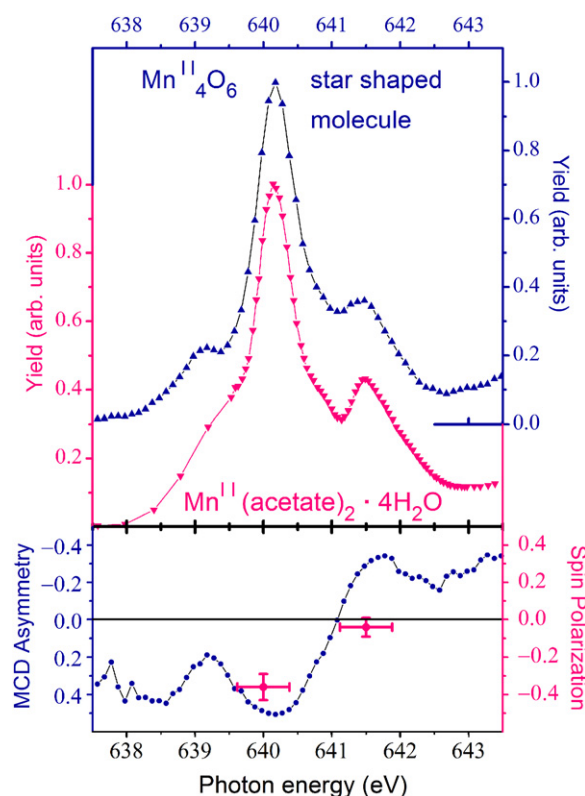 638 639 640 641 642 643
Mn^II_4O_6 star shaped
molecule
1.0
0.8
0.6
0.4
0.2
0.0
Yield
(arb. units)
1.0
0.8
0.6
0.4
0.2
Yield (arb. units)
Mn^II (acetate)_2 · 4H_2O
−0.4
−0.2
0.0
0.2
0.4
MCD Asymmetry
0.4
0.2
0.0
−0.2
−0.4
Spin Polarization
638 639 640 641 642 643
Photon energy (eV)